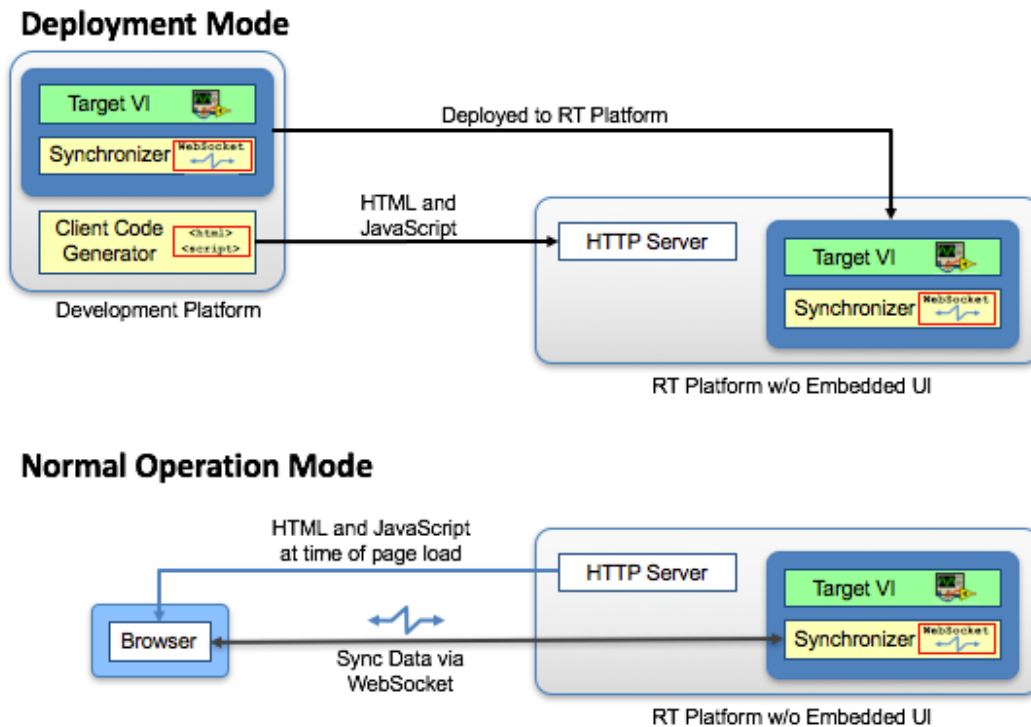 Deployment Mode
Target VI
Synchronizer
WebSocket
Client Code
Generator
<html>
<script>
Development Platform
Deployed to RT Platform
HTML and
JavaScript
HTTP Server
Target VI
Synchronizer
WebSocket
RT Platform w/o Embedded UI
Normal Operation Mode
HTML and JavaScript
at time of page load
Browser
Sync Data via
WebSocket
HTTP Server
Target VI
Synchronizer
WebSocket
RT Platform w/o Embedded UI